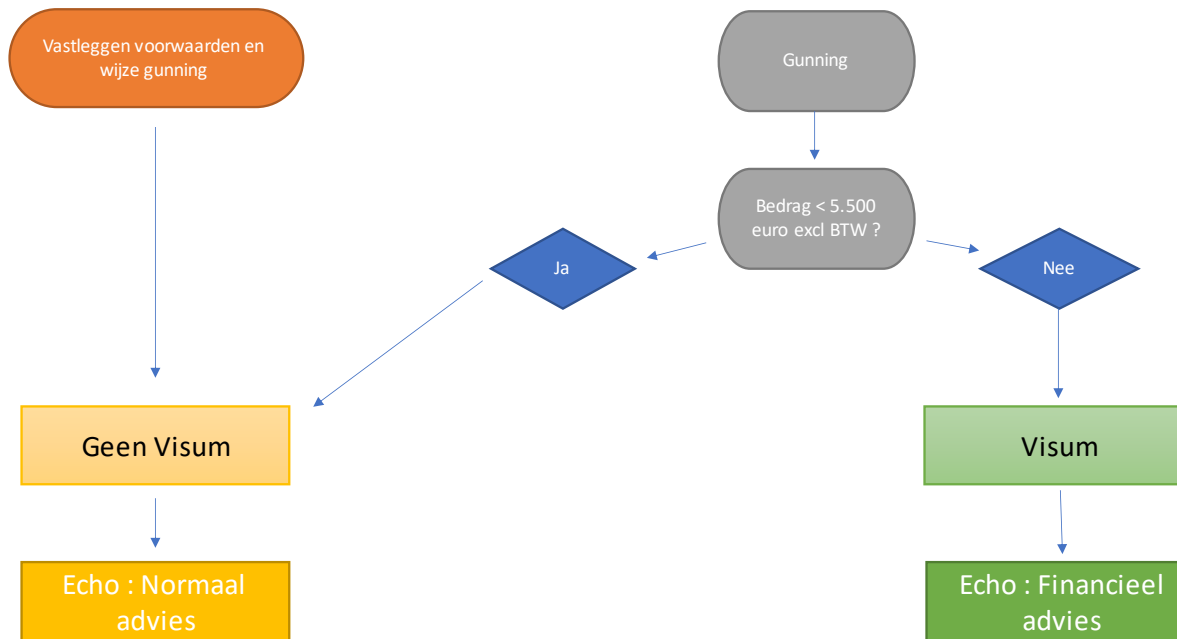 Vastleggen voorwaarden en
wijze gunning
Gunning
Bedrag < 5.500
euro excl BTW ?
Ja
Nee
Geen Visum
Visum
Echo : Normaal
advies
Echo : Financieel
advies